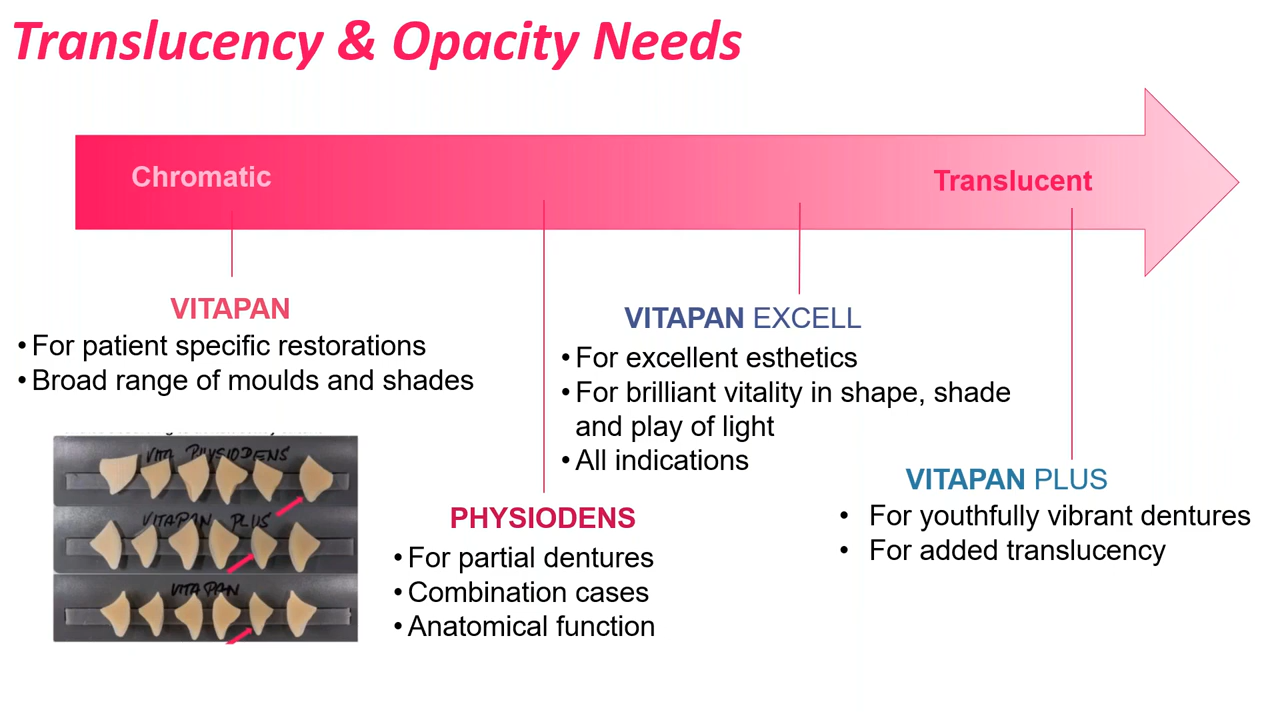 Translucency & Opacity Needs
Chromatic
Translucent
VITAPAN
• For patient specific restorations
• Broad range of moulds and shades
VITAPAN EXCELL
• For excellent esthetics
• For brilliant vitality in shape, shade
and play of light
• All indications
VITAPAN PLUS
• For youthfully vibrant dentures
• For added translucency
PHYSIODENS
• For partial dentures
• Combination cases
• Anatomical function
VITA PHYSIODENS
VITAPAN PLUS
VITAPAN